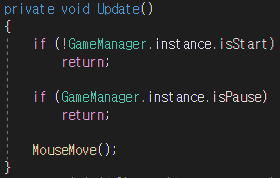 private void Update()
{
if (!GameManager.instance.isStart)
return;
if (GameManager.instance.isPause)
return;
MouseMove();
}